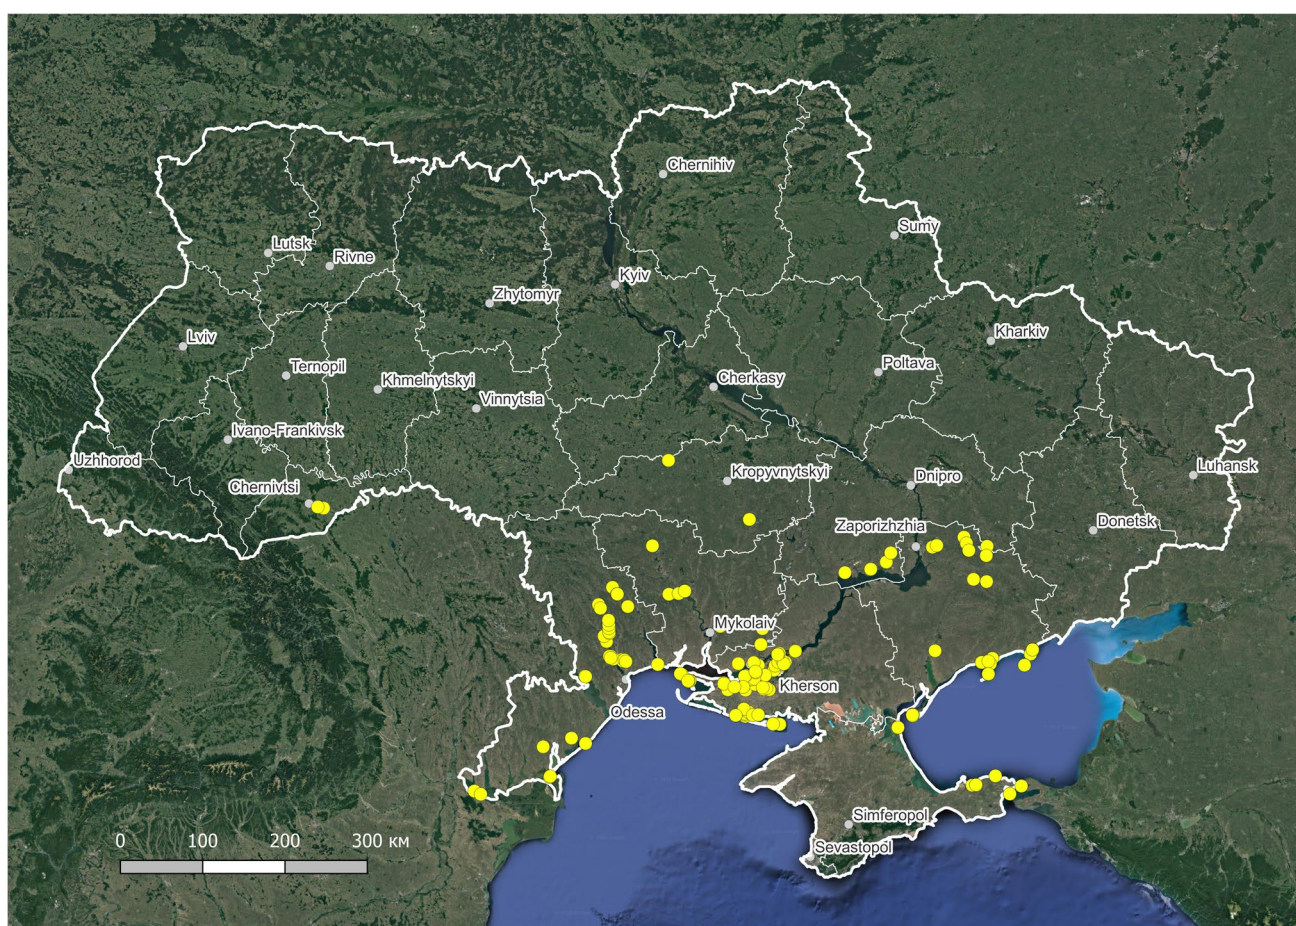 Chernihiv
Sumy
Lutsk
Rivne
Kyiv
Zhytomyr
Lviv
Kharkiv
Ternopil
Khmelnytskyi
Poltava
Cherkasy
Vinnytsia
Ivano-Frankivsk
Uzhhorod
Chernivtsi
Kropyvnytskyi
Dnipro
Luhansk
Zaporizhzhia
Donetsk
Mykolaiv
Kherson
Odessa
Simferopol
Sevastopol
0 100 200 300 км